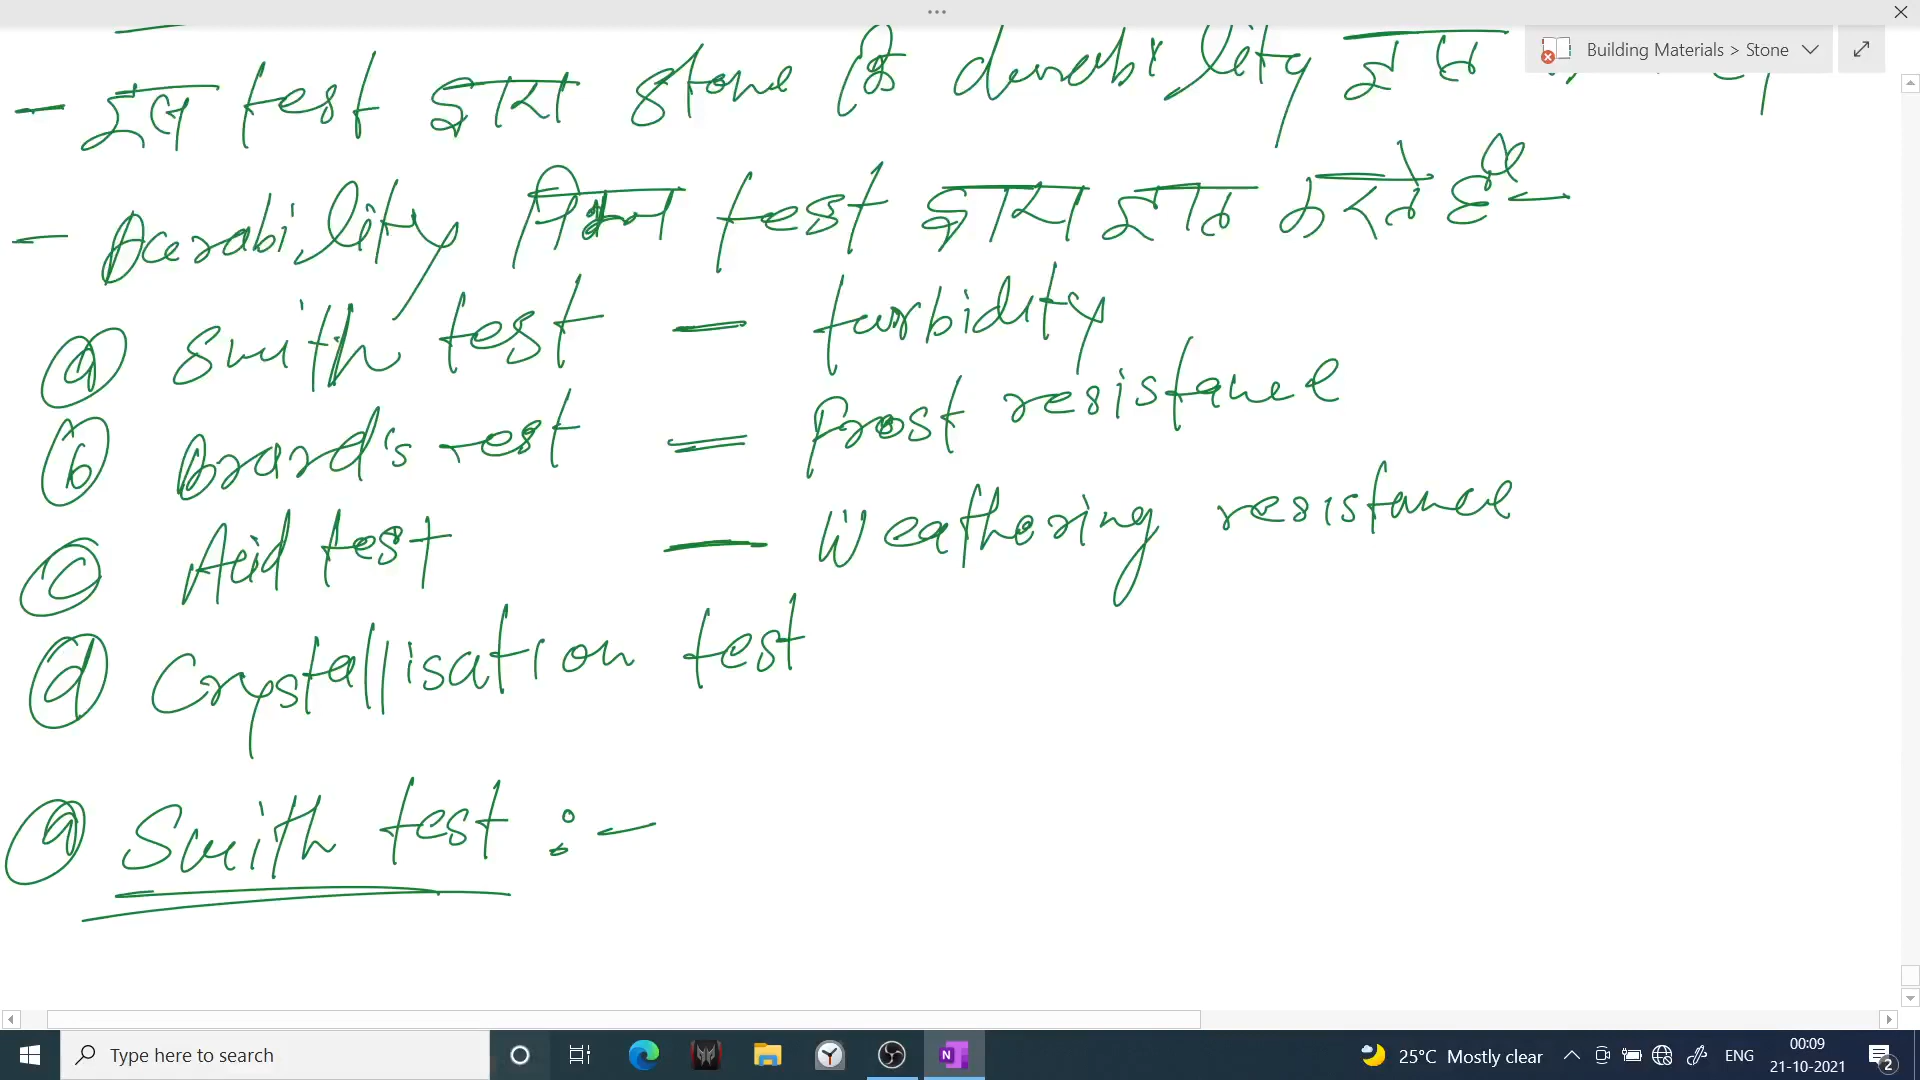 Building Materials > Stone
- इस test द्वारा stone की durability ज्ञात
- Durability निम्न test द्वारा ज्ञात करते है -
(a) Smith test - turbidity
(b) Brard's test = Frost resistance
(c) Acid test - Weathering resistance
(d) Crystallisation test
(a) Smith test :-
Type here to search
25°C Mostly clear
ENG
00:09
21-10-2021
2